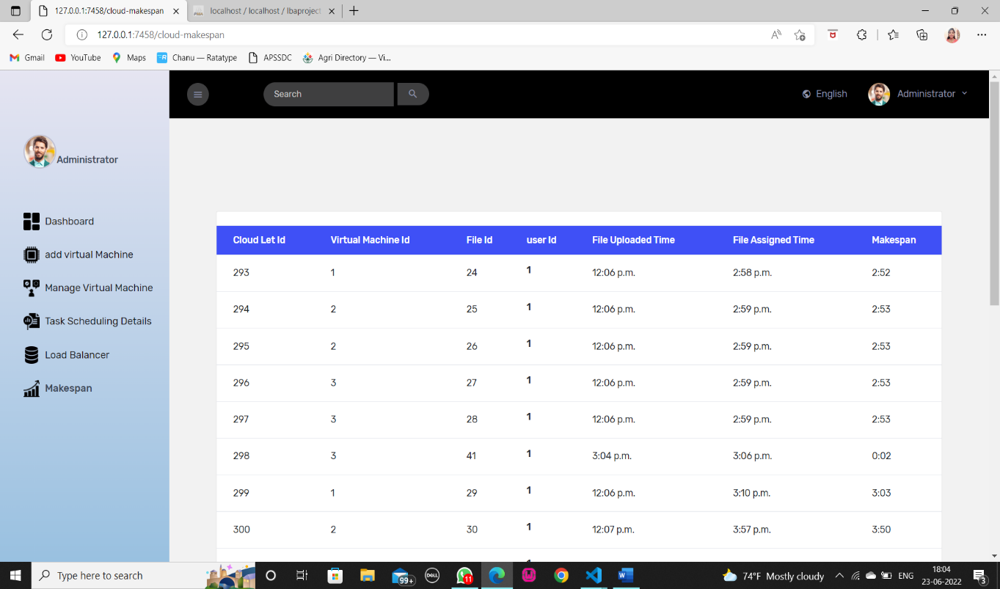 127.0.0.1:7458/cloud-makespan
localhost / localhost / lbaproject
127.0.0.1:7458/cloud-makespan
Gmail YouTube Maps Chanu — Ratatype APSSDC Agri Directory — Vi...
Search English Administrator
Administrator
Dashboard
add virtual Machine
Manage Virtual Machine
Task Scheduling Details
Load Balancer
Makespan
Cloud Let Id Virtual Machine Id File Id user Id File Uploaded Time File Assigned Time Makespan
293 1 24 1 12:06 p.m. 2:58 p.m. 2:52
294 2 25 1 12:06 p.m. 2:59 p.m. 2:53
295 2 26 1 12:06 p.m. 2:59 p.m. 2:53
296 3 27 1 12:06 p.m. 2:59 p.m. 2:53
297 3 28 1 12:06 p.m. 2:59 p.m. 2:53
298 3 41 1 3:04 p.m. 3:06 p.m. 0:02
299 1 29 1 12:06 p.m. 3:10 p.m. 3:03
300 2 30 1 12:07 p.m. 3:57 p.m. 3:50
Type here to search 99+ DELL 11 74°F Mostly cloudy ENG 18:04
23-06-2022 3